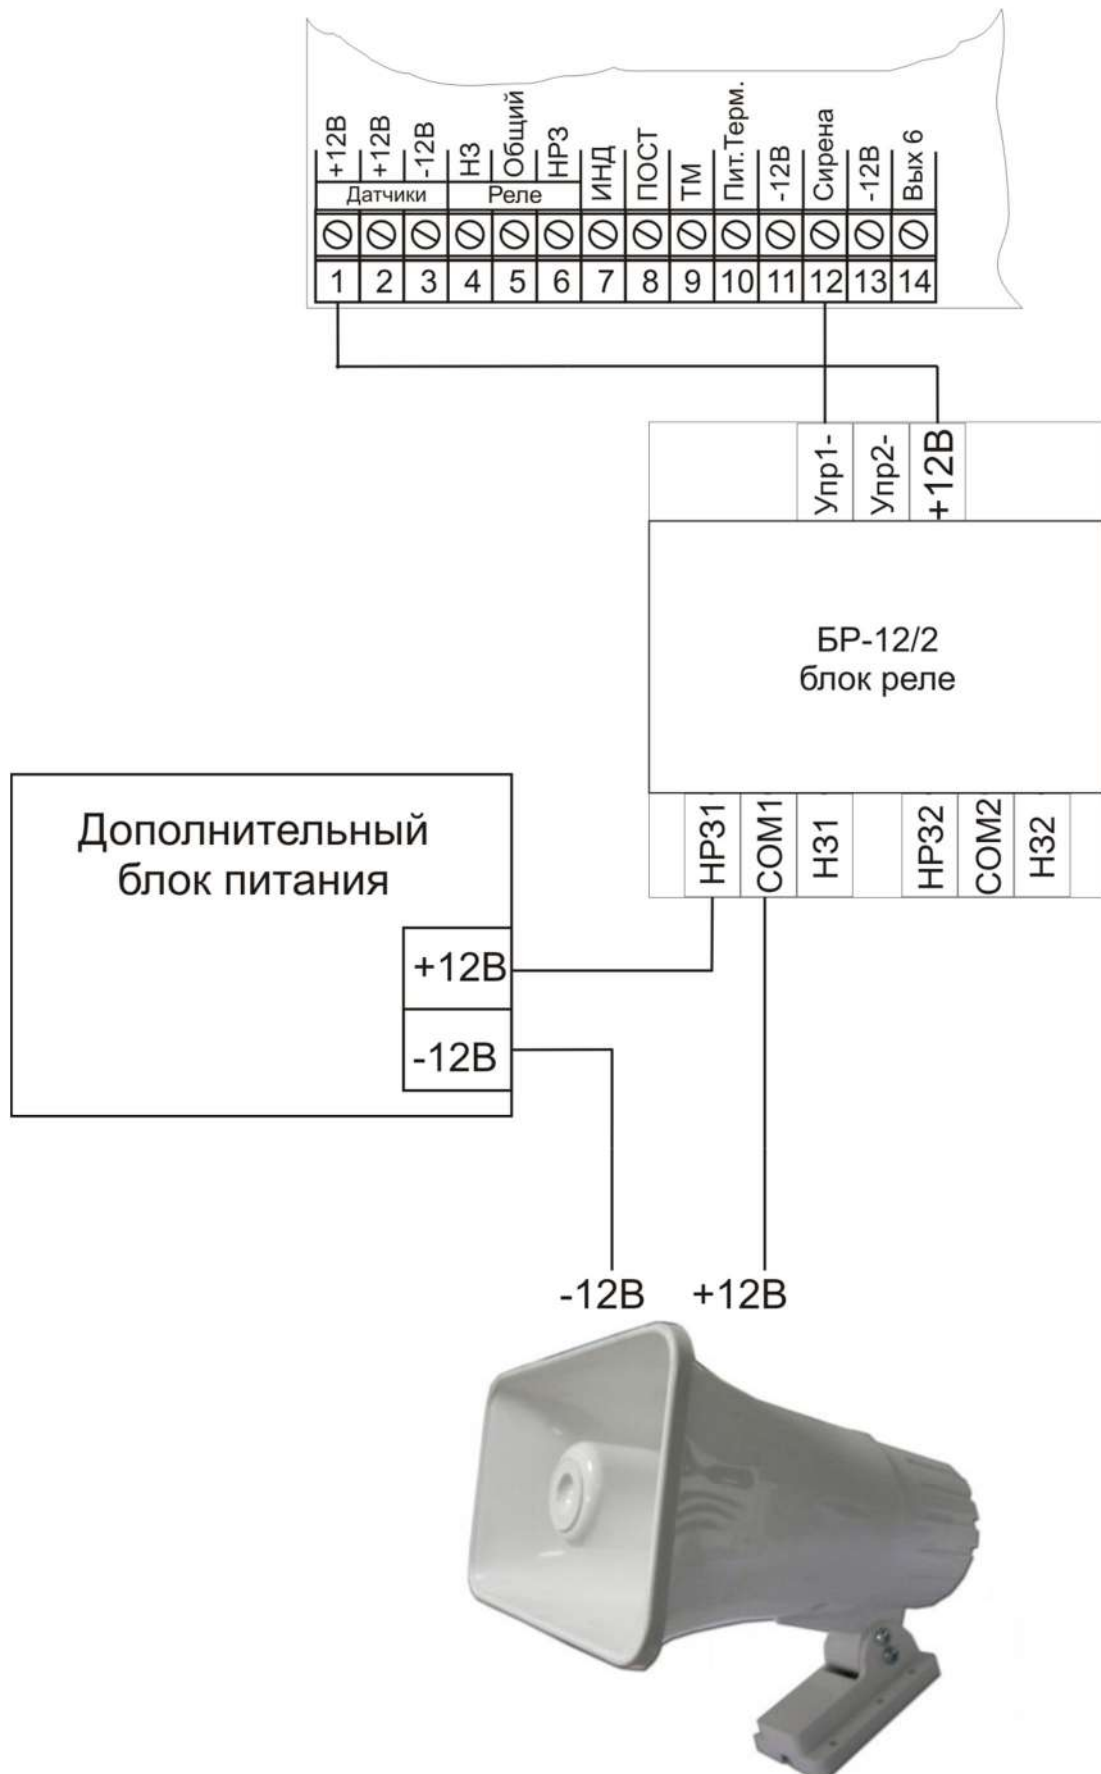 +12В
+12В
-12В
НЗ
Общий
НРЗ
ИНД
ПОСТ
ТМ
Пит.Терм.
-12В
Сирена
-12В
Вых 6
Датчики
Реле
1 2 3 4 5 6 7 8 9 10 11 12 13 14
Упр1-
Упр2-
+12В
БР-12/2
блок реле
НР31
COM1
Н31
НР32
COM2
Н32
Дополнительный
блок питания
+12В
-12В
-12В +12В